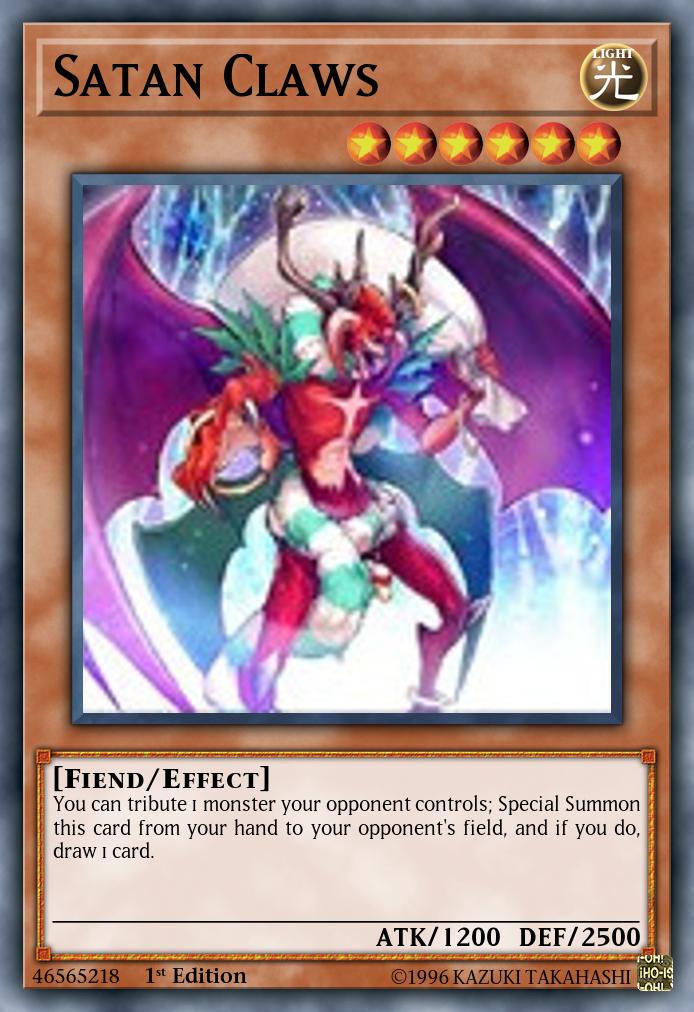 Satan Claws
LIGHT
光
[Fiend/Effect]
You can tribute 1 monster your opponent controls; Special Summon
this card from your hand to your opponent's field, and if you do,
draw 1 card.
ATK/1200 DEF/2500
46565218 1st Edition ©1996 KAZUKI TAKAHASHI